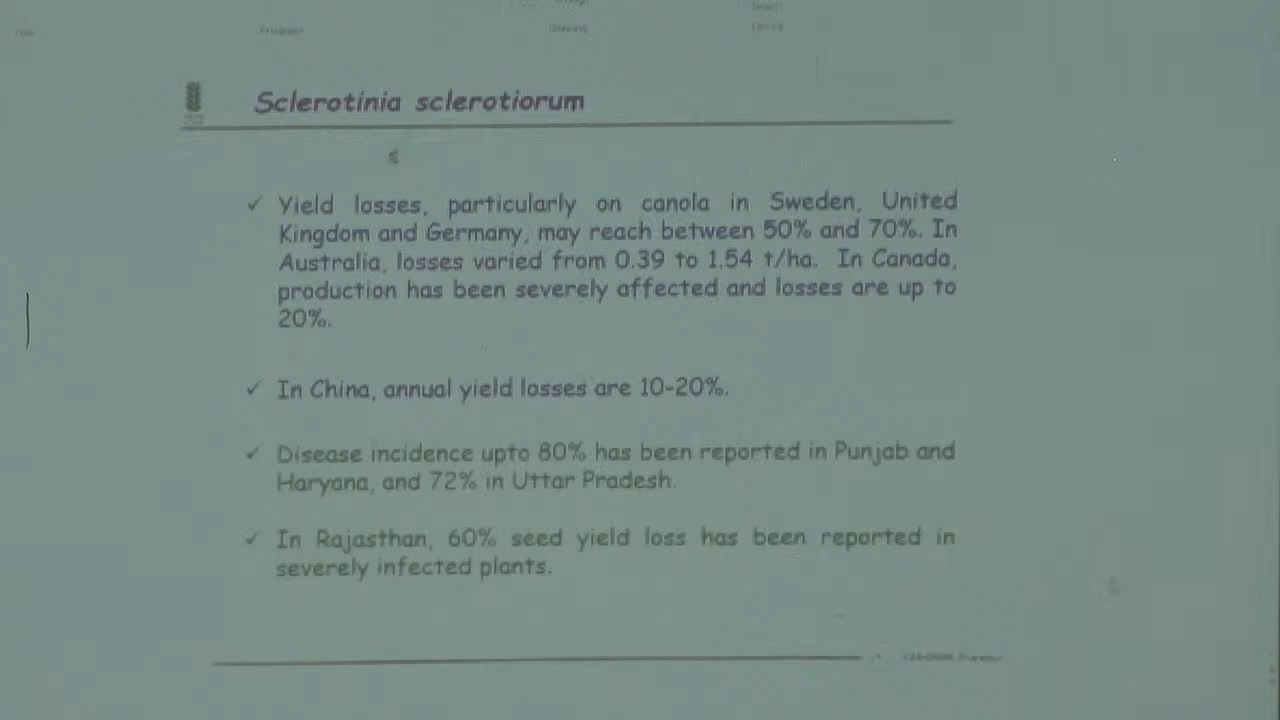 Sclerotinia sclerotiorum
✓ Yield losses, particularly on canola in Sweden, United
Kingdom and Germany, may reach between 50% and 70%. In
Australia, losses varied from 0.39 to 1.54 t/ha. In Canada,
production has been severely affected and losses are up to
20%.
✓ In China, annual yield losses are 10-20%.
✓ Disease incidence upto 80% has been reported in Punjab and
Haryana, and 72% in Uttar Pradesh.
✓ In Rajasthan, 60% seed yield loss has been reported in
severely infected plants.